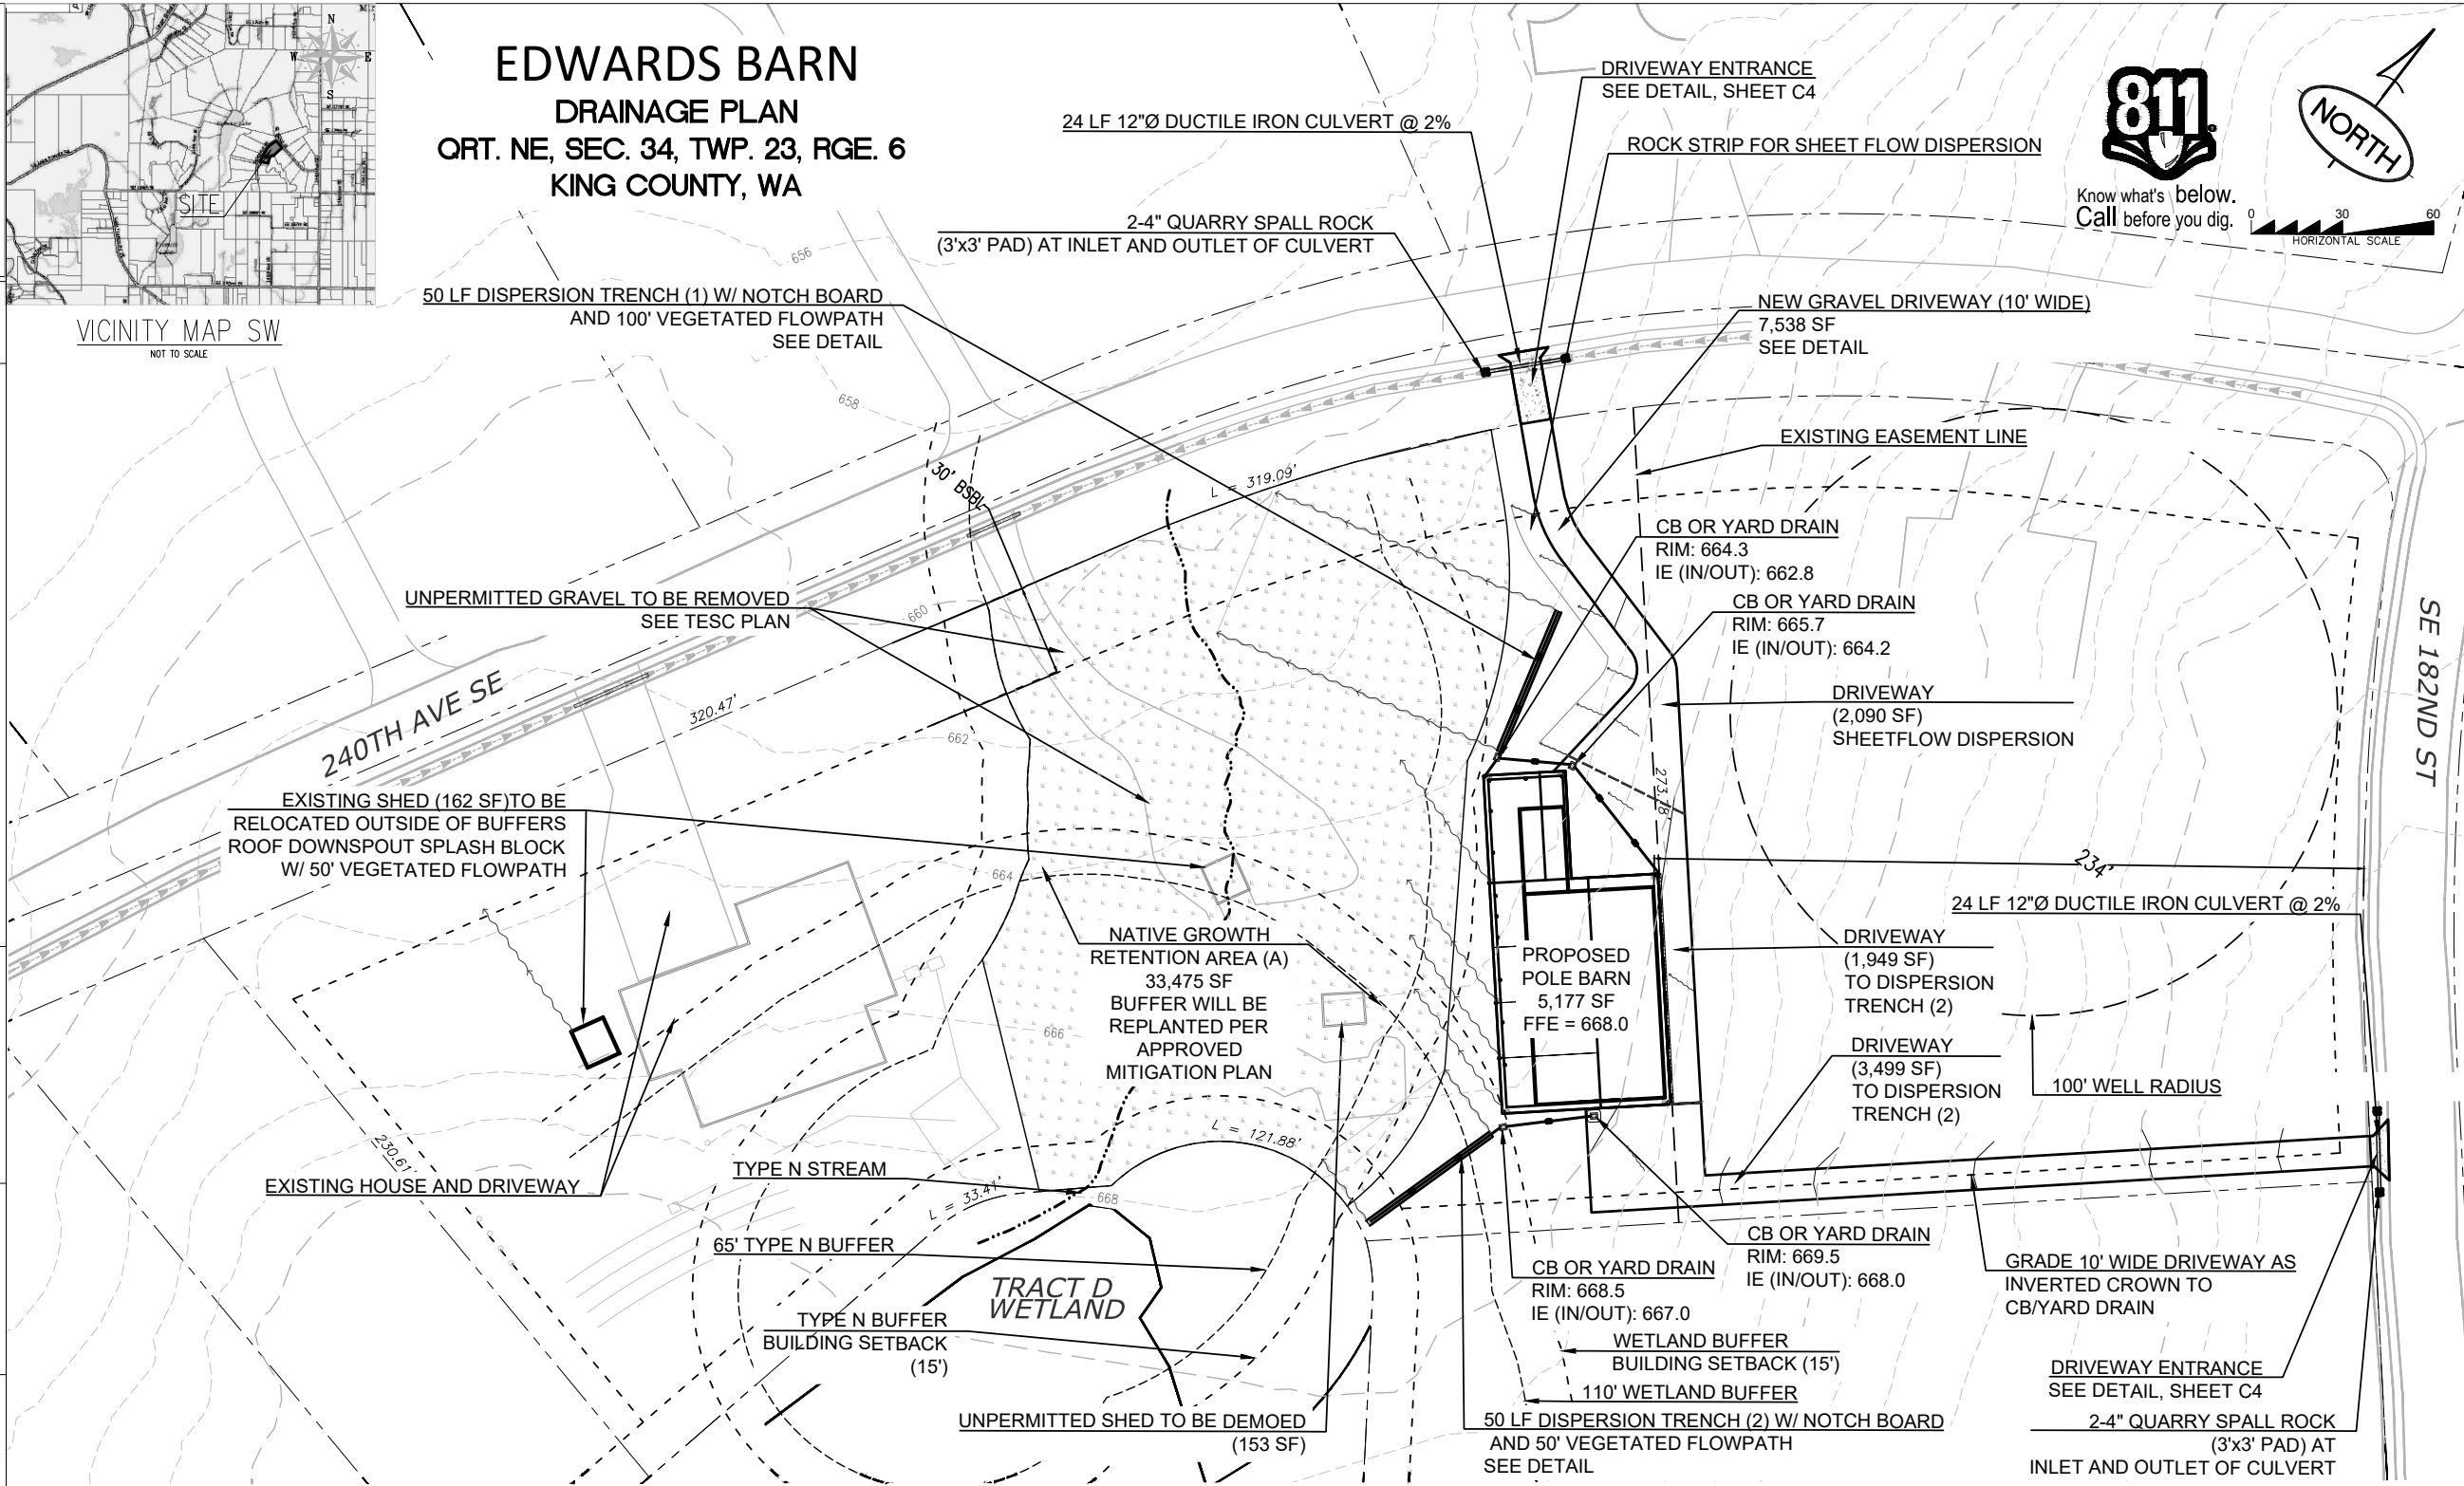 EDWARDS BARN
DRAINAGE PLAN
QRT. NE, SEC. 34, TWP. 23, RGE. 6
KING COUNTY, WA
N
W
E
S
SITE
VICINITY MAP SW
NOT TO SCALE
DRIVEWAY ENTRANCE
SEE DETAIL, SHEET C4
24 LF 12"Ø DUCTILE IRON CULVERT @ 2%
ROCK STRIP FOR SHEET FLOW DISPERSION
811
Know what's below.
Call before you dig.
NORTH
0 30 60
HORIZONTAL SCALE
2-4" QUARRY SPALL ROCK
(3'x3' PAD) AT INLET AND OUTLET OF CULVERT
656
50 LF DISPERSION TRENCH (1) W/ NOTCH BOARD
AND 100' VEGETATED FLOWPATH
SEE DETAIL
NEW GRAVEL DRIVEWAY (10' WIDE)
7,538 SF
SEE DETAIL
658
EXISTING EASEMENT LINE
30' BSBL
L = 319.09'
CB OR YARD DRAIN
RIM: 664.3
IE (IN/OUT): 662.8
UNPERMITTED GRAVEL TO BE REMOVED
SEE TESC PLAN
660
CB OR YARD DRAIN
RIM: 665.7
IE (IN/OUT): 664.2
SE 182ND ST
240TH AVE SE
320.47'
662
DRIVEWAY
(2,090 SF)
SHEETFLOW DISPERSION
273.78'
EXISTING SHED (162 SF)TO BE
RELOCATED OUTSIDE OF BUFFERS
ROOF DOWNSPOUT SPLASH BLOCK
W/ 50' VEGETATED FLOWPATH
664
234'
24 LF 12"Ø DUCTILE IRON CULVERT @ 2%
NATIVE GROWTH
RETENTION AREA (A)
33,475 SF
BUFFER WILL BE
REPLANTED PER
APPROVED
MITIGATION PLAN
666
PROPOSED
POLE BARN
5,177 SF
FFE = 668.0
DRIVEWAY
(1,949 SF)
TO DISPERSION
TRENCH (2)
DRIVEWAY
(3,499 SF)
TO DISPERSION
TRENCH (2)
100' WELL RADIUS
230.61'
L = 121.88'
TYPE N STREAM
EXISTING HOUSE AND DRIVEWAY
L = 33.41'
668
65' TYPE N BUFFER
TRACT D
WETLAND
TYPE N BUFFER
BUILDING SETBACK
(15')
CB OR YARD DRAIN
RIM: 668.5
IE (IN/OUT): 667.0
CB OR YARD DRAIN
RIM: 669.5
IE (IN/OUT): 668.0
GRADE 10' WIDE DRIVEWAY AS
INVERTED CROWN TO
CB/YARD DRAIN
WETLAND BUFFER
BUILDING SETBACK (15')
110' WETLAND BUFFER
DRIVEWAY ENTRANCE
SEE DETAIL, SHEET C4
UNPERMITTED SHED TO BE DEMOED
(153 SF)
50 LF DISPERSION TRENCH (2) W/ NOTCH BOARD
AND 50' VEGETATED FLOWPATH
SEE DETAIL
2-4" QUARRY SPALL ROCK
(3'x3' PAD) AT
INLET AND OUTLET OF CULVERT